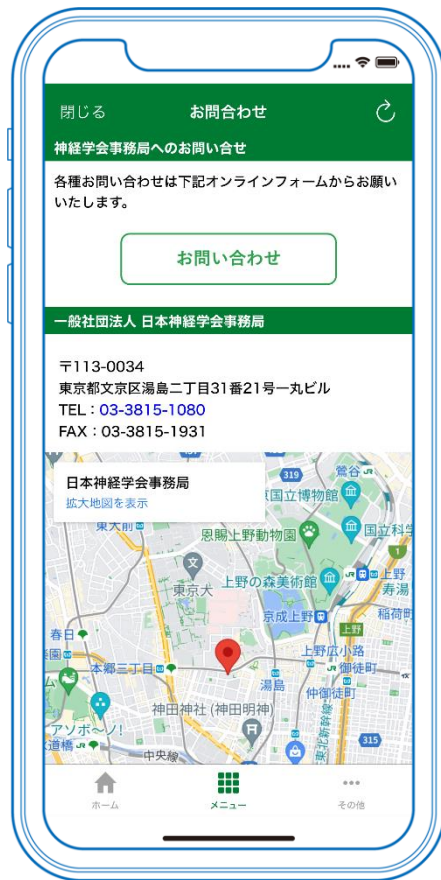 閉じる お問合わせ
神経学会事務局へのお問い合せ
各種お問い合わせは下記オンラインフォームからお願い
いたします。
お問い合わせ
一般社団法人 日本神経学会事務局
〒113-0034
東京都文京区湯島二丁目31番21号一丸ビル
TEL：03-3815-1080
FAX：03-3815-1931
日本神経学会事務局
拡大地図を表示
319
鶯谷
国立博物館
東大前
恩賜上野動物園
国立科学
1
文
東京大
上野の森美術館
上野
寿湯
京成上野
稲荷町
上野
春日
上野広小路
本郷三丁目
御徒町
湯島
仲御徒町
神田神社 (神田明神)
アソボ～ノ!
道橋
東北新幹線
315
中央線
ホーム
メニュー
その他